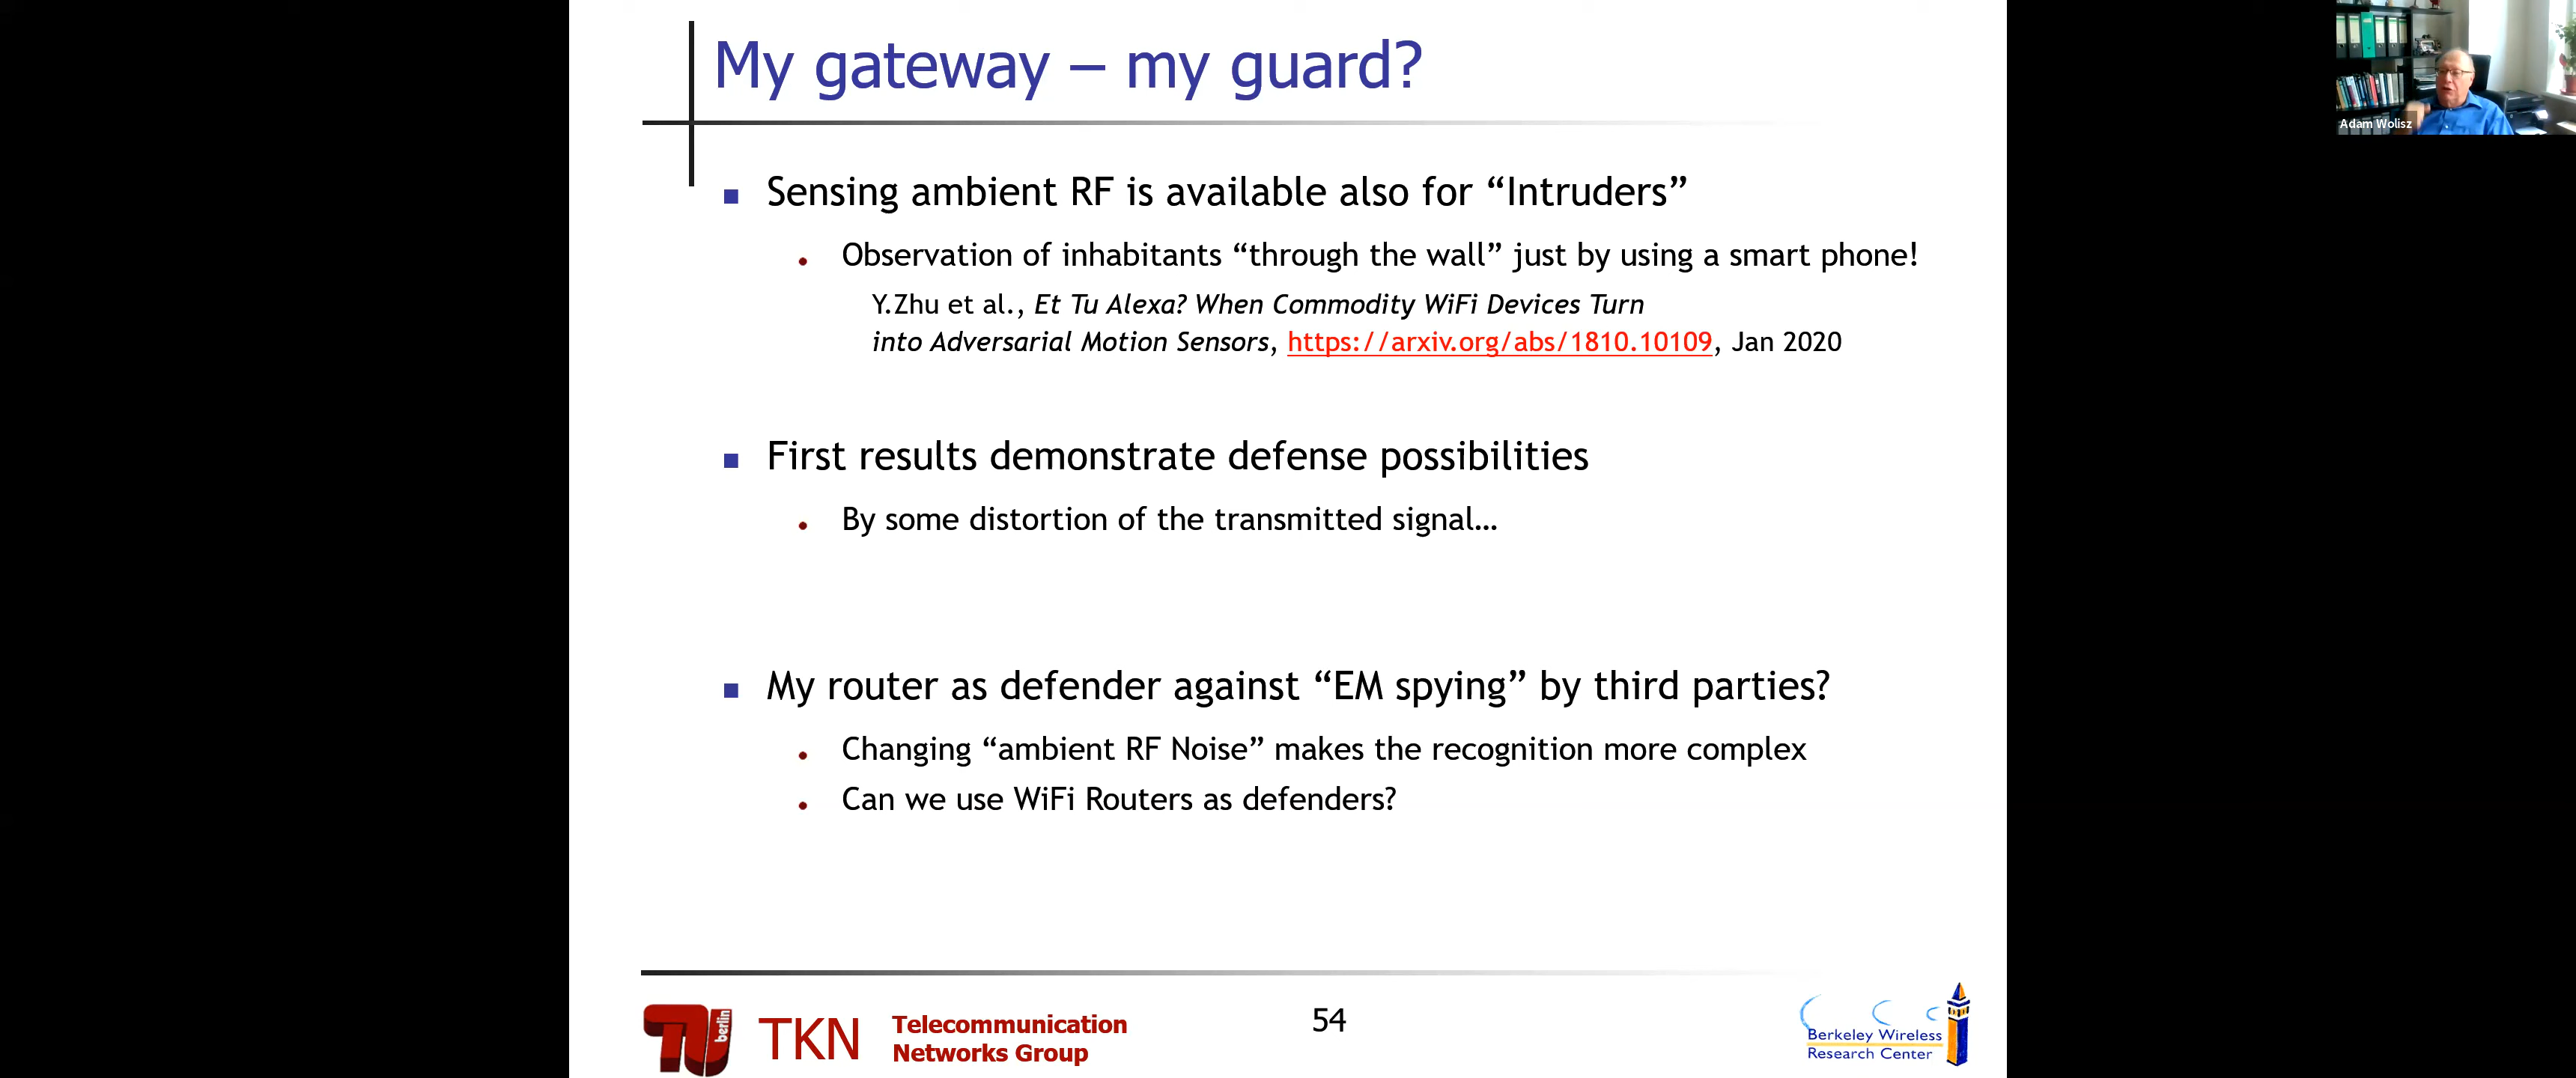 My gateway – my guard?
Sensing ambient RF is available also for “Intruders”
Observation of inhabitants “through the wall” just by using a smart phone!
Y.Zhu et al., Et Tu Alexa? When Commodity WiFi Devices Turn
into Adversarial Motion Sensors, https://arxiv.org/abs/1810.10109, Jan 2020
First results demonstrate defense possibilities
By some distortion of the transmitted signal…
My router as defender against “EM spying” by third parties?
Changing “ambient RF Noise” makes the recognition more complex
Can we use WiFi Routers as defenders?
TU berlin
TKN
Telecommunication
Networks Group
54
Berkeley Wireless
Research Center
Adam Wolisz